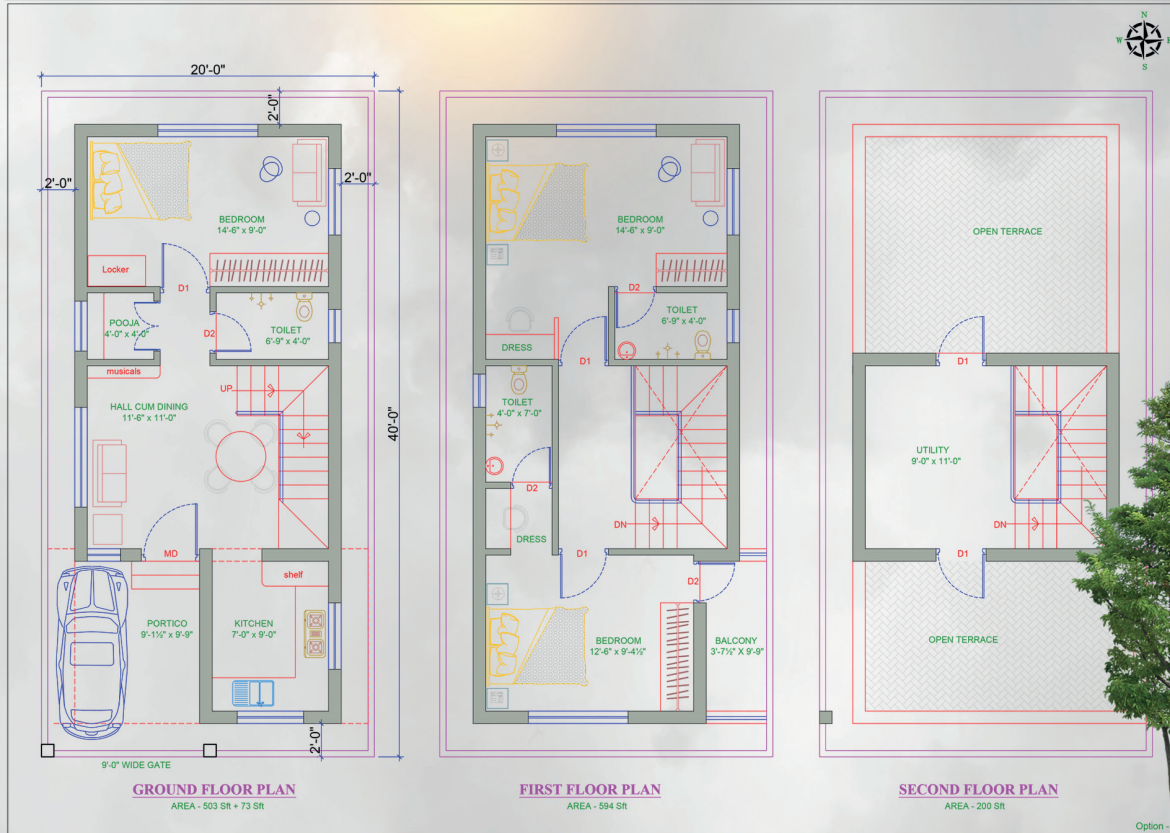 N
W
E
S
20'-0"
2'-0"
2'-0"
2'-0"
BEDROOM
14'-6" x 9'-0"
Locker
D1
POOJA
4'-0" x 4'-0"
D2
TOILET
6'-9" x 4'-0"
musicals
UP
HALL CUM DINING
11'-6" x 11'-0"
40'-0"
MD
shelf
PORTICO
9'-1½" x 9'-9"
KITCHEN
7'-0" x 9'-0"
2'-0"
9'-0" WIDE GATE
GROUND FLOOR PLAN
AREA - 503 Sft + 73 Sft
BEDROOM
14'-6" x 9'-0"
D2
TOILET
6'-9" x 4'-0"
DRESS
D1
TOILET
4'-0" x 7'-0"
D2
DN
DRESS
D1
D2
BEDROOM
12'-6" x 9'-4½"
BALCONY
3'-7½" X 9'-9"
FIRST FLOOR PLAN
AREA - 594 Sft
OPEN TERRACE
D1
UTILITY
9'-0" x 11'-0"
DN
D1
OPEN TERRACE
SECOND FLOOR PLAN
AREA - 200 Sft
Option -